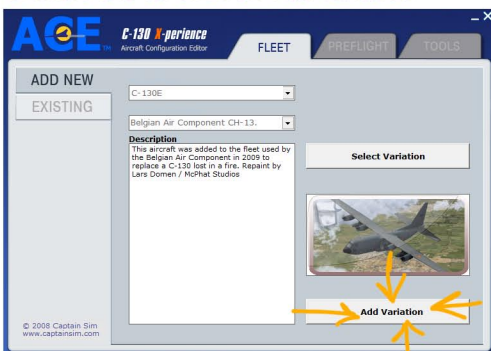 ACE TM
C-130 X-perience
Aircraft Configuration Editor
FLEET
PREFLIGHT
TOOLS
ADD NEW
EXISTING
C-130E
Belgian Air Component CH-13.
Description
This aircraft was added to the fleet used by
the Belgian Air Component in 2009 to
replace a C-130 lost in a fire. Repaint by
Lars Domen / McPhat Studios
Select Variation
Add Variation
© 2008 Captain Sim
www.captainsim.com